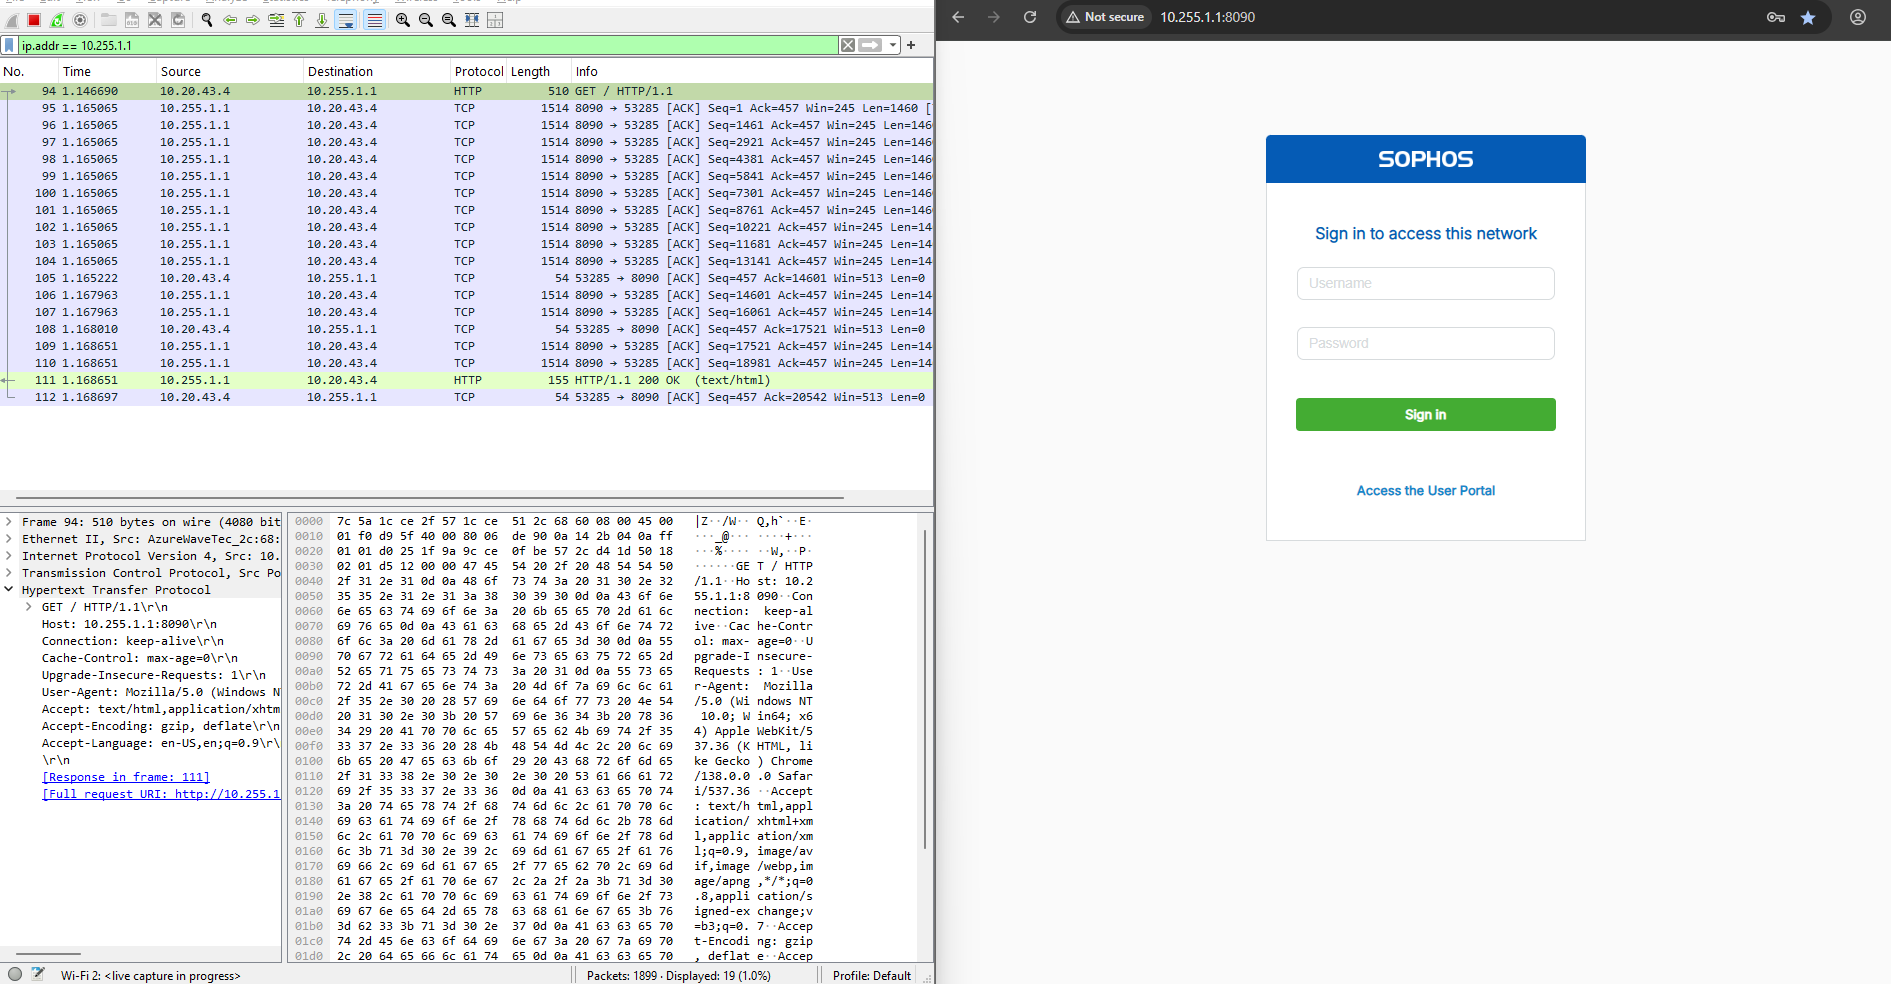 ip.addr == 10.255.1.1
No. Time Source Destination Protocol Length Info
94 1.146690 10.20.43.4 10.255.1.1 HTTP 510 GET / HTTP/1.1
95 1.165065 10.255.1.1 10.20.43.4 TCP 1514 8090 → 53285 [ACK] Seq=1 Ack=457 Win=245 Len=1460 [
96 1.165065 10.255.1.1 10.20.43.4 TCP 1514 8090 → 53285 [ACK] Seq=1461 Ack=457 Win=245 Len=146
97 1.165065 10.255.1.1 10.20.43.4 TCP 1514 8090 → 53285 [ACK] Seq=2921 Ack=457 Win=245 Len=146
98 1.165065 10.255.1.1 10.20.43.4 TCP 1514 8090 → 53285 [ACK] Seq=4381 Ack=457 Win=245 Len=146
99 1.165065 10.255.1.1 10.20.43.4 TCP 1514 8090 → 53285 [ACK] Seq=5841 Ack=457 Win=245 Len=146
100 1.165065 10.255.1.1 10.20.43.4 TCP 1514 8090 → 53285 [ACK] Seq=7301 Ack=457 Win=245 Len=146
101 1.165065 10.255.1.1 10.20.43.4 TCP 1514 8090 → 53285 [ACK] Seq=8761 Ack=457 Win=245 Len=146
102 1.165065 10.255.1.1 10.20.43.4 TCP 1514 8090 → 53285 [ACK] Seq=10221 Ack=457 Win=245 Len=14
103 1.165065 10.255.1.1 10.20.43.4 TCP 1514 8090 → 53285 [ACK] Seq=11681 Ack=457 Win=245 Len=14
104 1.165065 10.255.1.1 10.20.43.4 TCP 1514 8090 → 53285 [ACK] Seq=13141 Ack=457 Win=245 Len=14
105 1.165222 10.20.43.4 10.255.1.1 TCP 54 53285 → 8090 [ACK] Seq=457 Ack=14601 Win=513 Len=0
106 1.167963 10.255.1.1 10.20.43.4 TCP 1514 8090 → 53285 [ACK] Seq=14601 Ack=457 Win=245 Len=14
107 1.167963 10.255.1.1 10.20.43.4 TCP 1514 8090 → 53285 [ACK] Seq=16061 Ack=457 Win=245 Len=14
108 1.168010 10.20.43.4 10.255.1.1 TCP 54 53285 → 8090 [ACK] Seq=457 Ack=17521 Win=513 Len=0
109 1.168651 10.255.1.1 10.20.43.4 TCP 1514 8090 → 53285 [ACK] Seq=17521 Ack=457 Win=245 Len=14
110 1.168651 10.255.1.1 10.20.43.4 TCP 1514 8090 → 53285 [ACK] Seq=18981 Ack=457 Win=245 Len=14
111 1.168651 10.255.1.1 10.20.43.4 HTTP 155 HTTP/1.1 200 OK (text/html)
112 1.168697 10.20.43.4 10.255.1.1 TCP 54 53285 → 8090 [ACK] Seq=457 Ack=20542 Win=513 Len=0
Frame 94: 510 bytes on wire (4080 bit
Ethernet II, Src: AzureWaveTec_2c:68:
Internet Protocol Version 4, Src: 10.
Transmission Control Protocol, Src Po
Hypertext Transfer Protocol
GET / HTTP/1.1\r\n
Host: 10.255.1.1:8090\r\n
Connection: keep-alive\r\n
Cache-Control: max-age=0\r\n
Upgrade-Insecure-Requests: 1\r\n
User-Agent: Mozilla/5.0 (Windows N
Accept: text/html,application/xhtm
Accept-Encoding: gzip, deflate\r\n
Accept-Language: en-US,en;q=0.9\r\
\r\n
[Response in frame: 111]
[Full request URI: http://10.255.1
0000 7c 5a 1c ce 2f 57 1c ce 51 2c 68 60 08 00 45 00 |Z··/W·· Q,h`··E·
0010 01 f0 d9 5f 40 00 80 06 de 90 0a 14 2b 04 0a ff ···_@··· ····+···
0020 01 01 d0 25 1f 9a 9c ce 0f be 57 2c d4 1d 50 18 ···%···· ··W,··P·
0030 02 01 d5 12 00 00 47 45 54 20 2f 20 48 54 54 50 ······GE T / HTTP
0040 2f 31 2e 31 0d 0a 48 6f 73 74 3a 20 31 30 2e 32 /1.1··Ho st: 10.2
0050 35 35 2e 31 2e 31 3a 38 30 39 30 0d 0a 43 6f 6e 55.1.1:8 090··Con
0060 6e 65 63 74 69 6f 6e 3a 20 6b 65 65 70 2d 61 6c nection: keep-al
0070 69 76 65 0d 0a 43 61 63 68 65 2d 43 6f 6e 74 72 ive··Cac he-Contr
0080 6f 6c 3a 20 6d 61 78 2d 61 67 65 3d 30 0d 0a 55 ol: max- age=0··U
0090 70 67 72 61 64 65 2d 49 6e 73 65 63 75 72 65 2d pgrade-I nsecure-
00a0 52 65 71 75 65 73 74 73 3a 20 31 0d 0a 55 73 65 Requests : 1··Use
00b0 72 2d 41 67 65 6e 74 3a 20 4d 6f 7a 69 6c 6c 61 r-Agent: Mozilla
00c0 2f 35 2e 30 20 28 57 69 6e 64 6f 77 73 20 4e 54 /5.0 (Wi ndows NT
00d0 20 31 30 2e 30 3b 20 57 69 6e 36 34 3b 20 78 36 10.0; W in64; x6
00e0 34 29 20 41 70 70 6c 65 57 65 62 4b 69 74 2f 35 4) Apple WebKit/5
00f0 33 37 2e 33 36 20 28 4b 48 54 4d 4c 2c 20 6c 69 37.36 (K HTML, li
0100 6b 65 20 47 65 63 6b 6f 29 20 43 68 72 6f 6d 65 ke Gecko ) Chrome
0110 2f 31 33 38 2e 30 2e 30 2e 30 20 53 61 66 61 72 /138.0.0 .0 Safar
0120 69 2f 35 33 37 2e 33 36 0d 0a 41 63 63 65 70 74 i/537.36 ··Accept
0130 3a 20 74 65 78 74 2f 68 74 6d 6c 2c 61 70 70 6c : text/h tml,appl
0140 69 63 61 74 69 6f 6e 2f 78 68 74 6d 6c 2b 78 6d ication/ xhtml+xm
0150 6c 2c 61 70 70 6c 69 63 61 74 69 6f 6e 2f 78 6d l,applic ation/xm
0160 6c 3b 71 3d 30 2e 39 2c 69 6d 61 67 65 2f 61 76 l;q=0.9, image/av
0170 69 66 2c 69 6d 61 67 65 2f 77 65 62 70 2c 69 6d if,image /webp,im
0180 61 67 65 2f 61 70 6e 67 2c 2a 2f 2a 3b 71 3d 30 age/apng ,*/*;q=0
0190 2e 38 2c 61 70 70 6c 69 63 61 74 69 6f 6e 2f 73 .8,appli cation/s
01a0 69 67 6e 65 64 2d 65 78 63 68 61 6e 67 65 3b 76 igned-ex change;v
01b0 3d 62 33 3b 71 3d 30 2e 37 0d 0a 41 63 63 65 70 =b3;q=0. 7··Accep
01c0 74 2d 45 6e 63 6f 64 69 6e 67 3a 20 67 7a 69 70 t-Encodi ng: gzip
01d0 2c 20 64 65 66 6c 61 74 65 0d 0a 41 63 63 65 70 , deflat e··Accep
Wi-Fi 2: <live capture in progress>
Packets: 1899 · Displayed: 19 (1.0%)
Profile: Default
Not secure 10.255.1.1:8090
SOPHOS
Sign in to access this network
Username
Password
Sign in
Access the User Portal